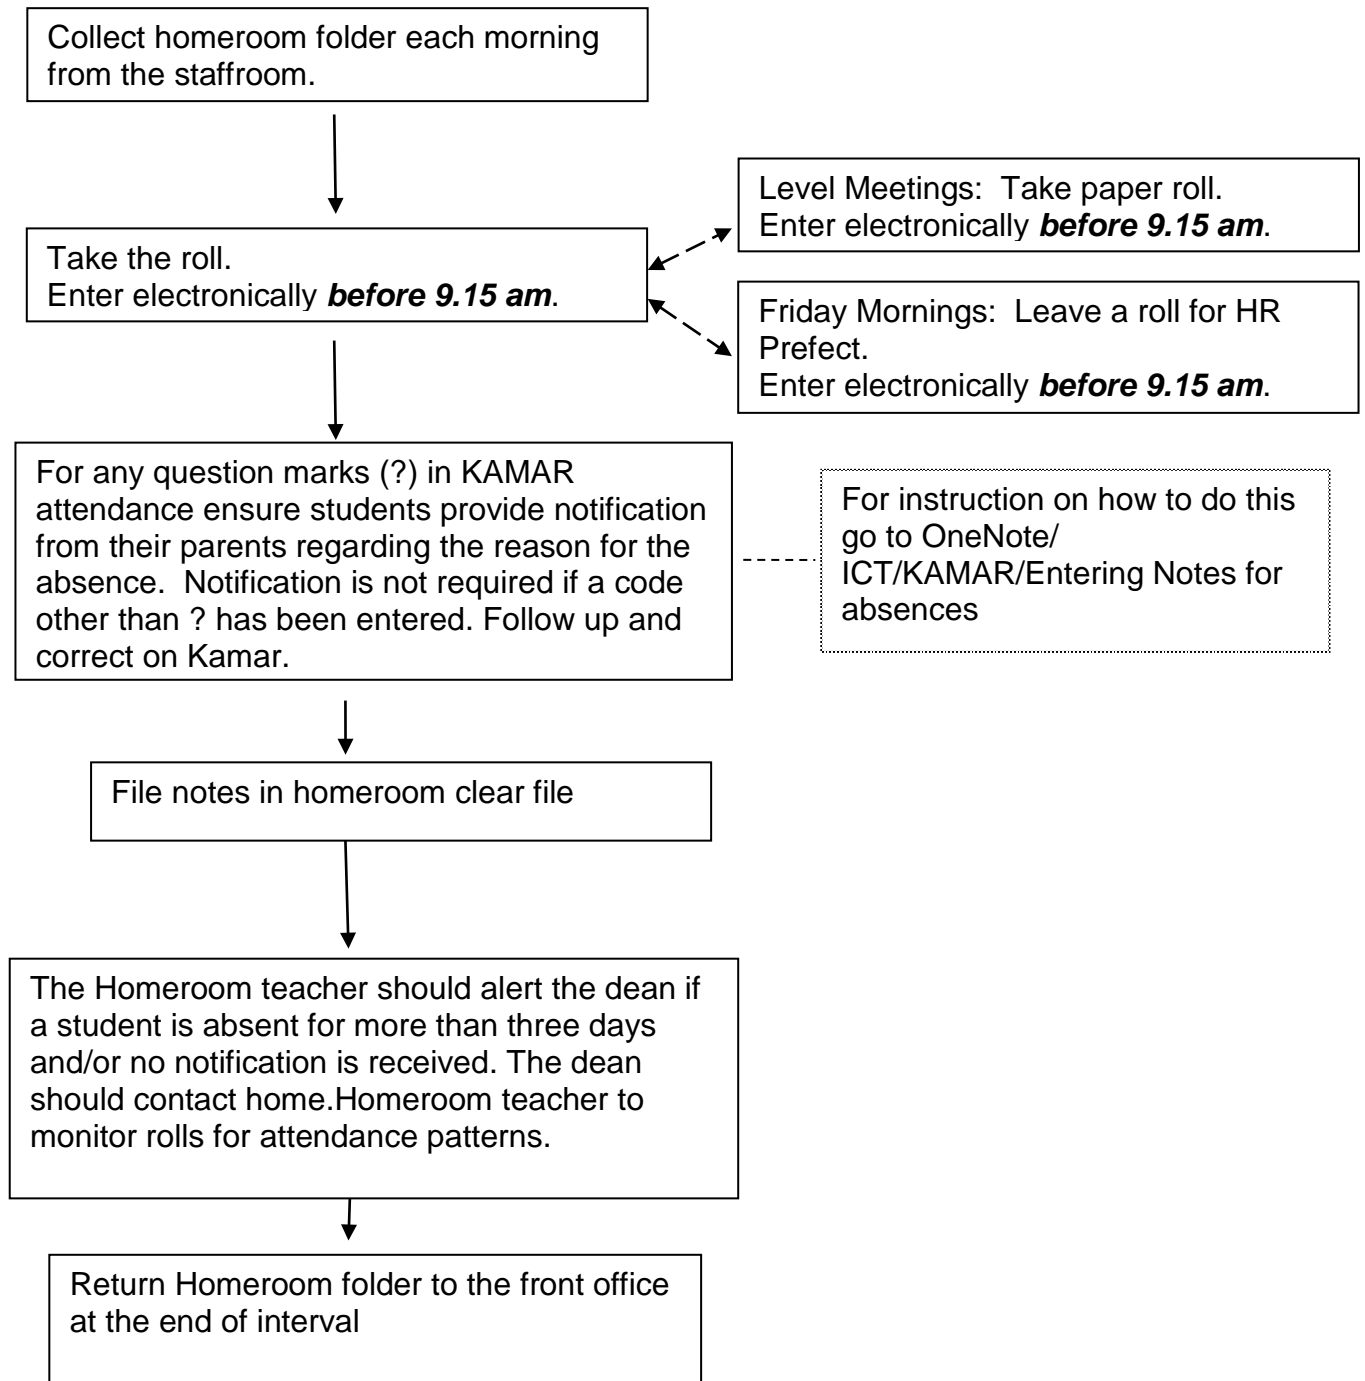 Collect homeroom folder each morning
from the staffroom.
Level Meetings:  Take paper roll.
Enter electronically before 9.15 am.
Take the roll.
Enter electronically before 9.15 am.
Friday Mornings:  Leave a roll for HR
Prefect.
Enter electronically before 9.15 am.
For any question marks (?) in KAMAR
attendance ensure students provide notification
from their parents regarding the reason for the
absence.  Notification is not required if a code
other than ? has been entered. Follow up and
correct on Kamar.
For instruction on how to do this
go to OneNote/
ICT/KAMAR/Entering Notes for
absences
File notes in homeroom clear file
The Homeroom teacher should alert the dean if
a student is absent for more than three days
and/or no notification is received. The dean
should contact home.Homeroom teacher to
monitor rolls for attendance patterns.
Return Homeroom folder to the front office
at the end of interval